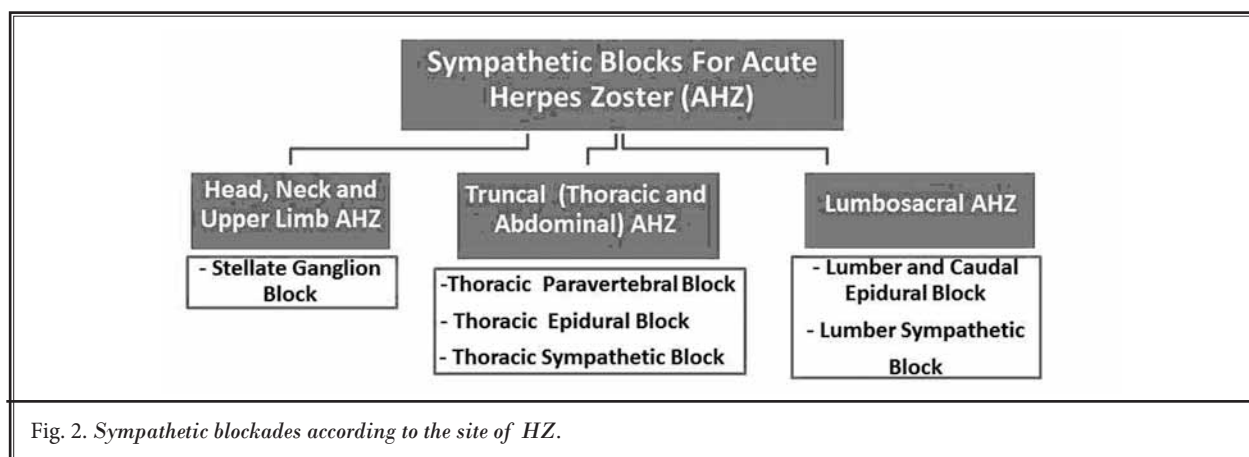 Sympathetic Blocks For Acute
Herpes Zoster (AHZ)
Head, Neck and
Upper Limb AHZ
- Stellate Ganglion
Block
Truncal (Thoracic and
Abdominal) AHZ
-Thoracic Paravertebral Block
- Thoracic Epidural Block
- Thoracic Sympathetic Block
Lumbosacral AHZ
- Lumber and Caudal
Epidural Block
- Lumber Sympathetic
Block
Fig. 2. Sympathetic blockades according to the site of HZ.